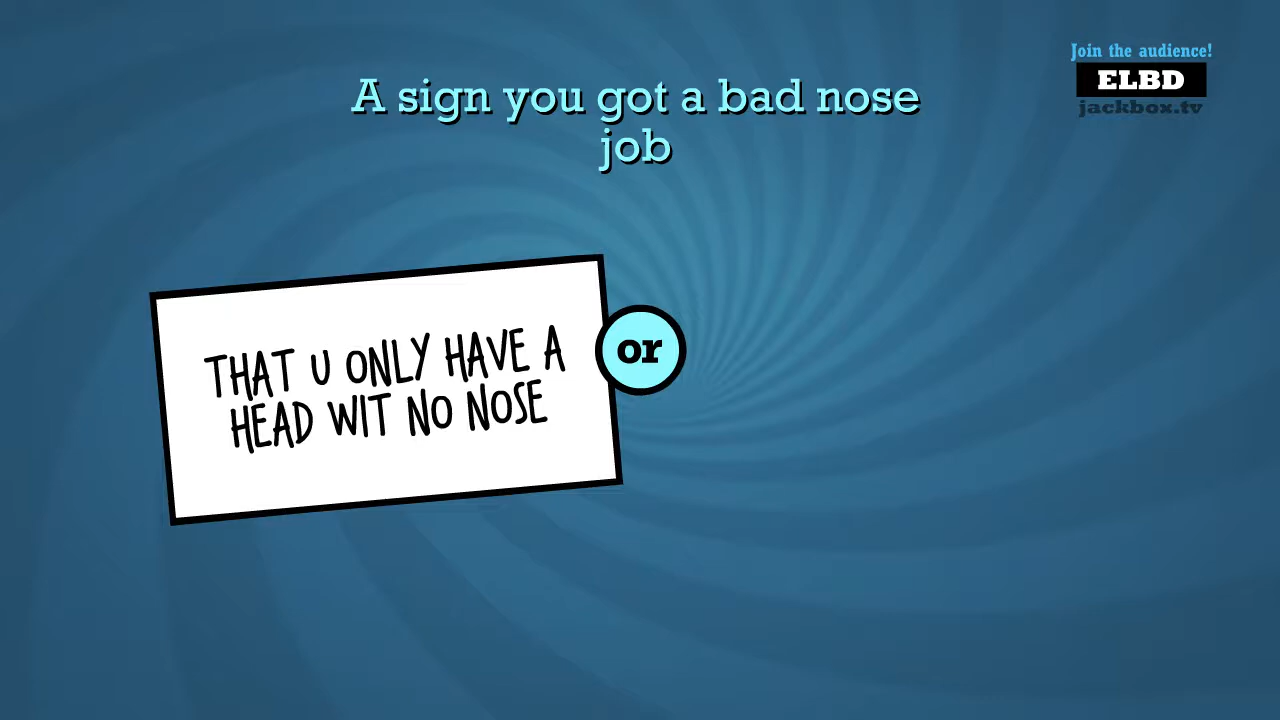 Join the audience!
ELBD
jackbox.tv
A sign you got a bad nose
job
THAT U ONLY HAVE A
HEAD WIT NO NOSE
or